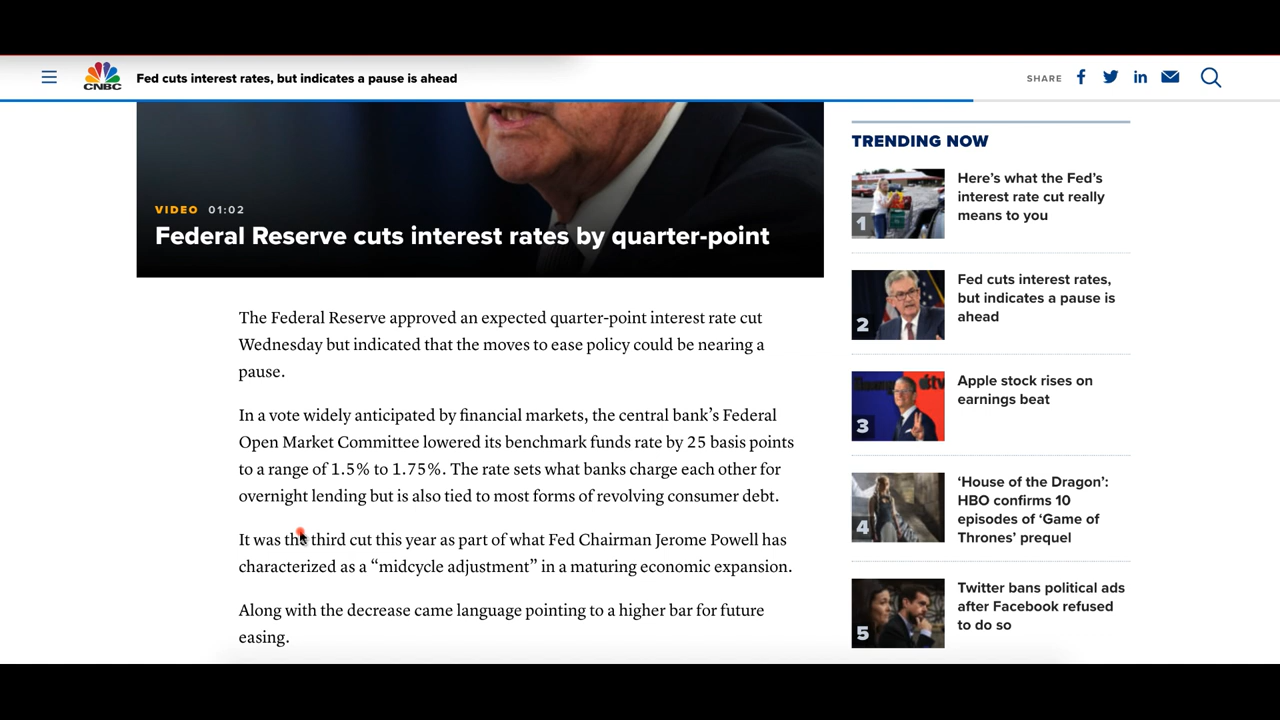 CNBC
Fed cuts interest rates, but indicates a pause is ahead
SHARE
VIDEO 01:02
Federal Reserve cuts interest rates by quarter-point
The Federal Reserve approved an expected quarter-point interest rate cut
Wednesday but indicated that the moves to ease policy could be nearing a
pause.
In a vote widely anticipated by financial markets, the central bank’s Federal
Open Market Committee lowered its benchmark funds rate by 25 basis points
to a range of 1.5% to 1.75%. The rate sets what banks charge each other for
overnight lending but is also tied to most forms of revolving consumer debt.
It was the third cut this year as part of what Fed Chairman Jerome Powell has
characterized as a “midcycle adjustment” in a maturing economic expansion.
Along with the decrease came language pointing to a higher bar for future
easing.
TRENDING NOW
1
Here’s what the Fed’s
interest rate cut really
means to you
2
Fed cuts interest rates,
but indicates a pause is
ahead
3
Apple stock rises on
earnings beat
4
‘House of the Dragon’:
HBO confirms 10
episodes of ‘Game of
Thrones’ prequel
5
Twitter bans political ads
after Facebook refused
to do so